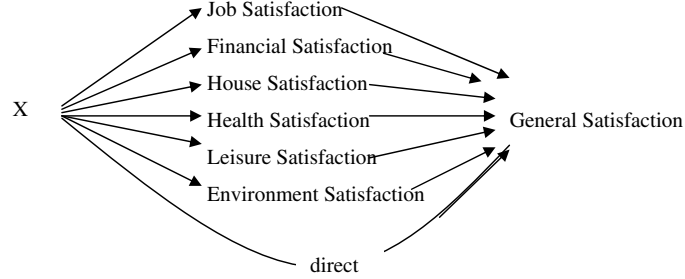 Job Satisfaction
Financial Satisfaction
House Satisfaction
X
Health Satisfaction
General Satisfaction
Leisure Satisfaction
Environment Satisfaction
direct